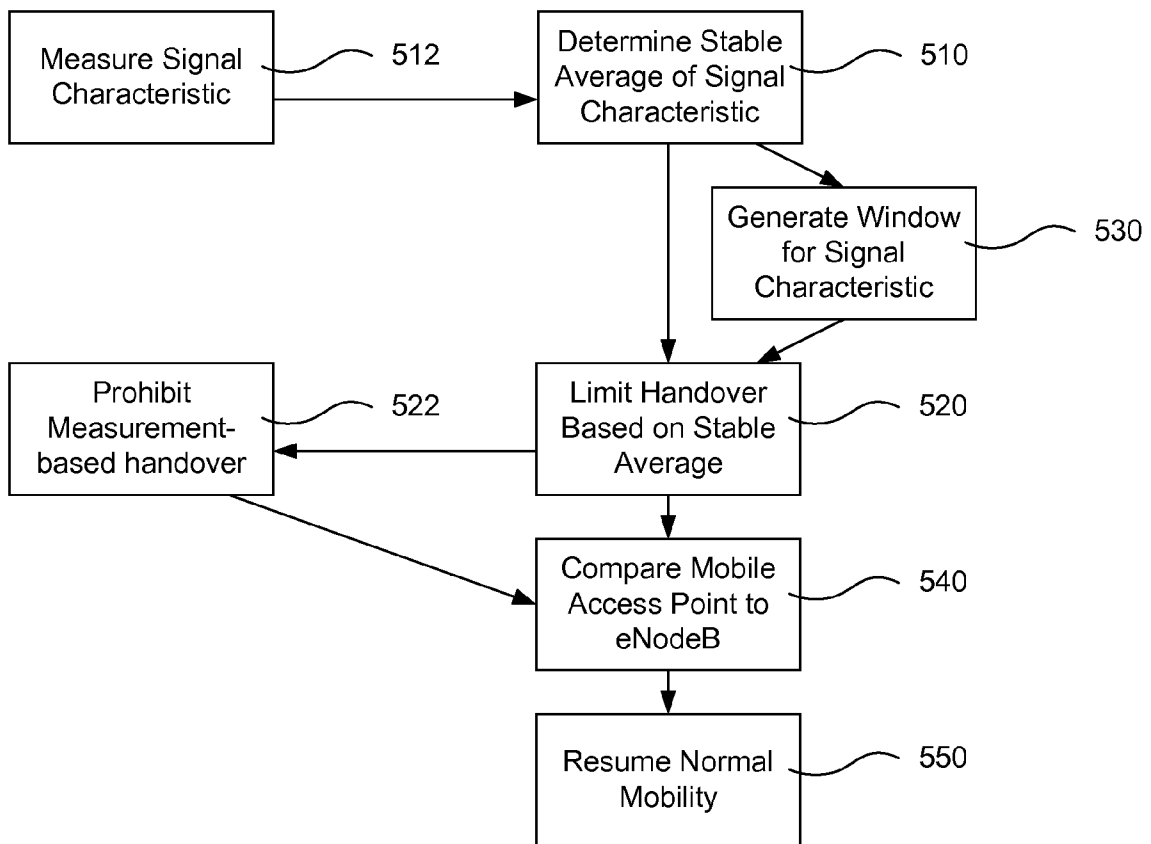 Measure Signal
Characteristic
512
Determine Stable
Average of Signal
Characteristic
510
Generate Window
for Signal
Characteristic
530
Prohibit
Measurement-
based handover
522
Limit Handover
Based on Stable
Average
520
Compare Mobile
Access Point to
eNodeB
540
Resume Normal
Mobility
550